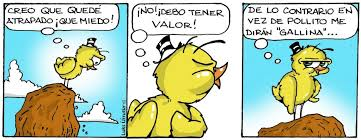 CREO QUE QUEDÉ
ATRAPADO ¡QUE MIEDO!
¡NO! ¡DEBO TENER
VALOR!
DE LO CONTRARIO EN
VEZ DE POLLITO ME
DIRÁN "GALLINA"...